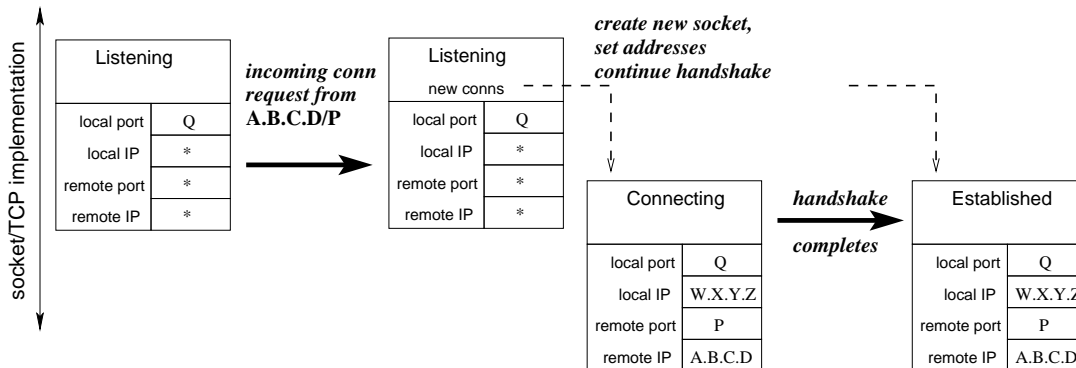 socket/TCP implementation
Listening
local port Q
local IP *
remote port *
remote IP *
incoming conn
request from
A.B.C.D/P
Listening
new conns
local port Q
local IP *
remote port *
remote IP *
create new socket,
set addresses
continue handshake
Connecting
local port Q
local IP W.X.Y.Z
remote port P
remote IP A.B.C.D
handshake
completes
Established
local port Q
local IP W.X.Y.Z
remote port P
remote IP A.B.C.D